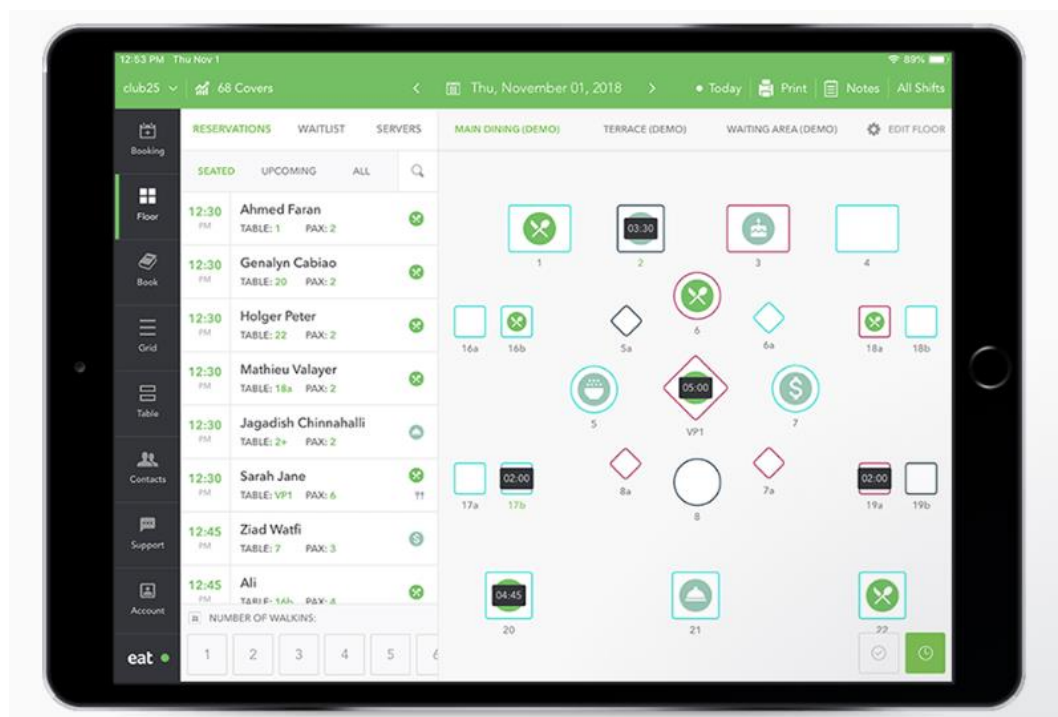 12:53 PM Thu Nov 1
89%
club25
68 Covers
Thu, November 01, 2018
Today
Print
Notes
All Shifts
Booking
Floor
Book
Grid
Table
Contacts
Support
Account
eat
RESERVATIONS WAITLIST SERVERS
SEATED UPCOMING ALL
12:30 PM Ahmed Faran
TABLE: 1 PAX: 2
12:30 PM Genalyn Cabiao
TABLE: 20 PAX: 2
12:30 PM Holger Peter
TABLE: 22 PAX: 2
12:30 PM Mathieu Valayer
TABLE: 18a PAX: 2
12:30 PM Jagadish Chinnahalli
TABLE: 2+ PAX: 2
12:30 PM Sarah Jane
TABLE: VP1 PAX: 6
12:45 PM Ziad Watfi
TABLE: 7 PAX: 3
12:45 PM Ali
TABLE: 16b PAX: 4
NUMBER OF WALKINS:
1 2 3 4 5 6
MAIN DINING (DEMO) TERRACE (DEMO) WAITING AREA (DEMO) EDIT FLOOR
03:30
1 2 3 4
16a 16b 5a 6 6a 18a 18b
05:00
$
5 VP1 7
02:00 02:00
17a 17b 8a 8 7a 19a 19b
04:45
20 21 22